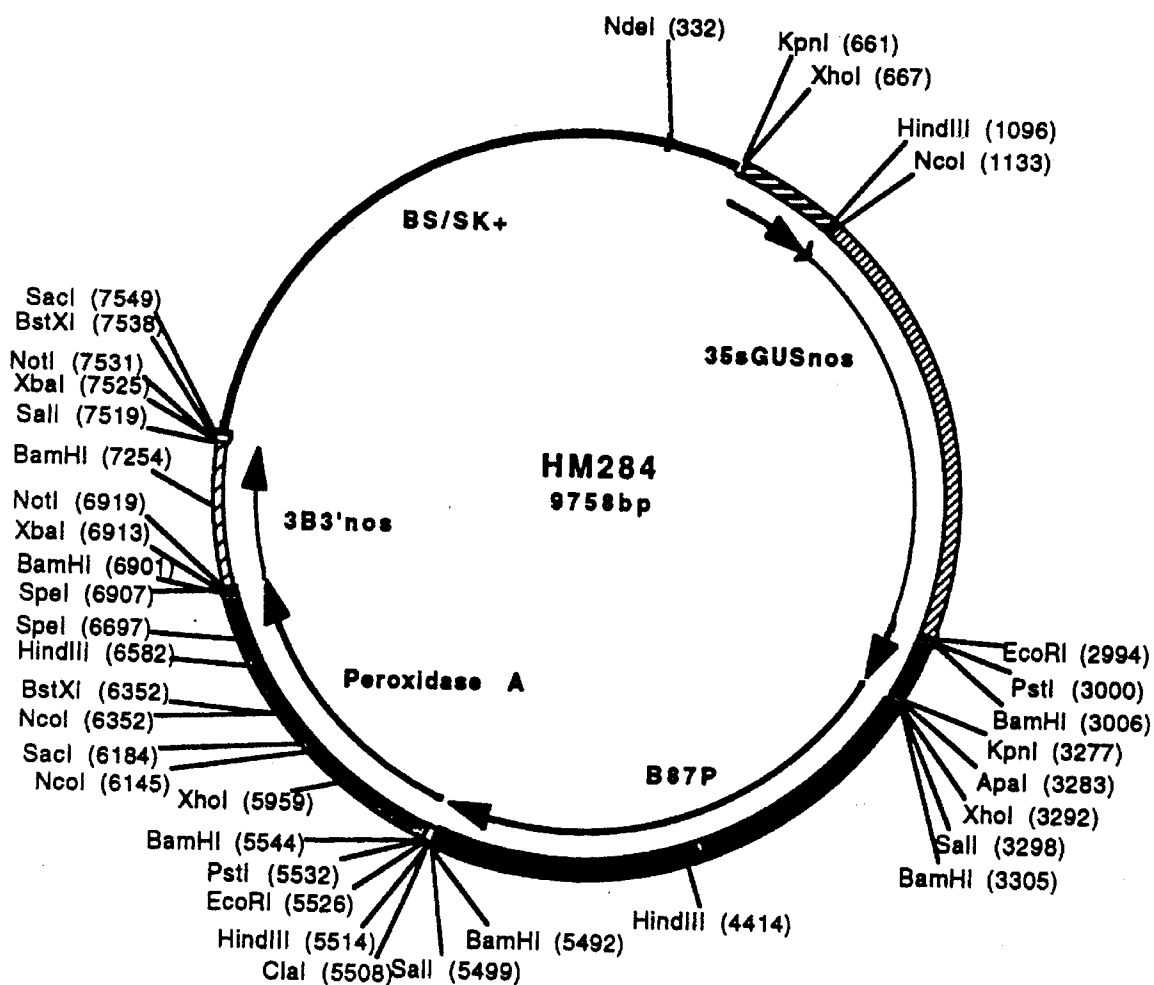 NdeI (332)
KpnI (661)
XhoI (667)
HindIII (1096)
NcoI (1133)
BS/SK+
35sGUSnos
HM284
9758bp
SacI (7549)
BstXI (7538)
NotI (7531)
XbaI (7525)
SalI (7519)
BamHI (7254)
NotI (6919)
XbaI (6913)
BamHI (6901)
SpeI (6907)
SpeI (6697)
HindIII (6582)
BstXI (6352)
NcoI (6352)
SacI (6184)
NcoI (6145)
XhoI (5959)
BamHI (5544)
PstI (5532)
EcoRI (5526)
HindIII (5514)
ClaI (5508)
SalI (5499)
BamHI (5492)
HindIII (4414)
3B3'nos
Peroxidase A
B87P
EcoRI (2994)
PstI (3000)
BamHI (3006)
KpnI (3277)
ApaI (3283)
XhoI (3292)
SalI (3298)
BamHI (3305)